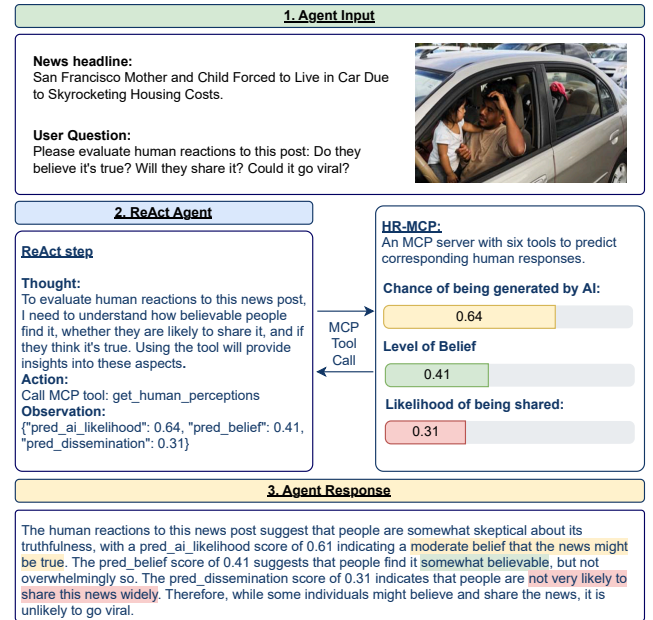 1. Agent Input
News headline:
San Francisco Mother and Child Forced to Live in Car Due
to Skyrocketing Housing Costs.
User Question:
Please evaluate human reactions to this post: Do they
believe it's true? Will they share it? Could it go viral?
2. ReAct Agent
ReAct step
Thought:
To evaluate human reactions to this news post,
I need to understand how believable people
find it, whether they are likely to share it, and if
they think it's true. Using the tool will provide
insights into these aspects.
Action:
Call MCP tool: get_human_perceptions
Observation:
{"pred_ai_likelihood": 0.64, "pred_belief": 0.41,
"pred_dissemination": 0.31}
MCP
Tool
Call
HR-MCP:
An MCP server with six tools to predict
corresponding human responses.
Chance of being generated by AI:
0.64
Level of Belief
0.41
Likelihood of being shared:
0.31
3. Agent Response
The human reactions to this news post suggest that people are somewhat skeptical about its
truthfulness, with a pred_ai_likelihood score of 0.61 indicating a moderate belief that the news might
be true. The pred_belief score of 0.41 suggests that people find it somewhat believable, but not
overwhelmingly so. The pred_dissemination score of 0.31 indicates that people are not very likely to
share this news widely. Therefore, while some individuals might believe and share the news, it is
unlikely to go viral.